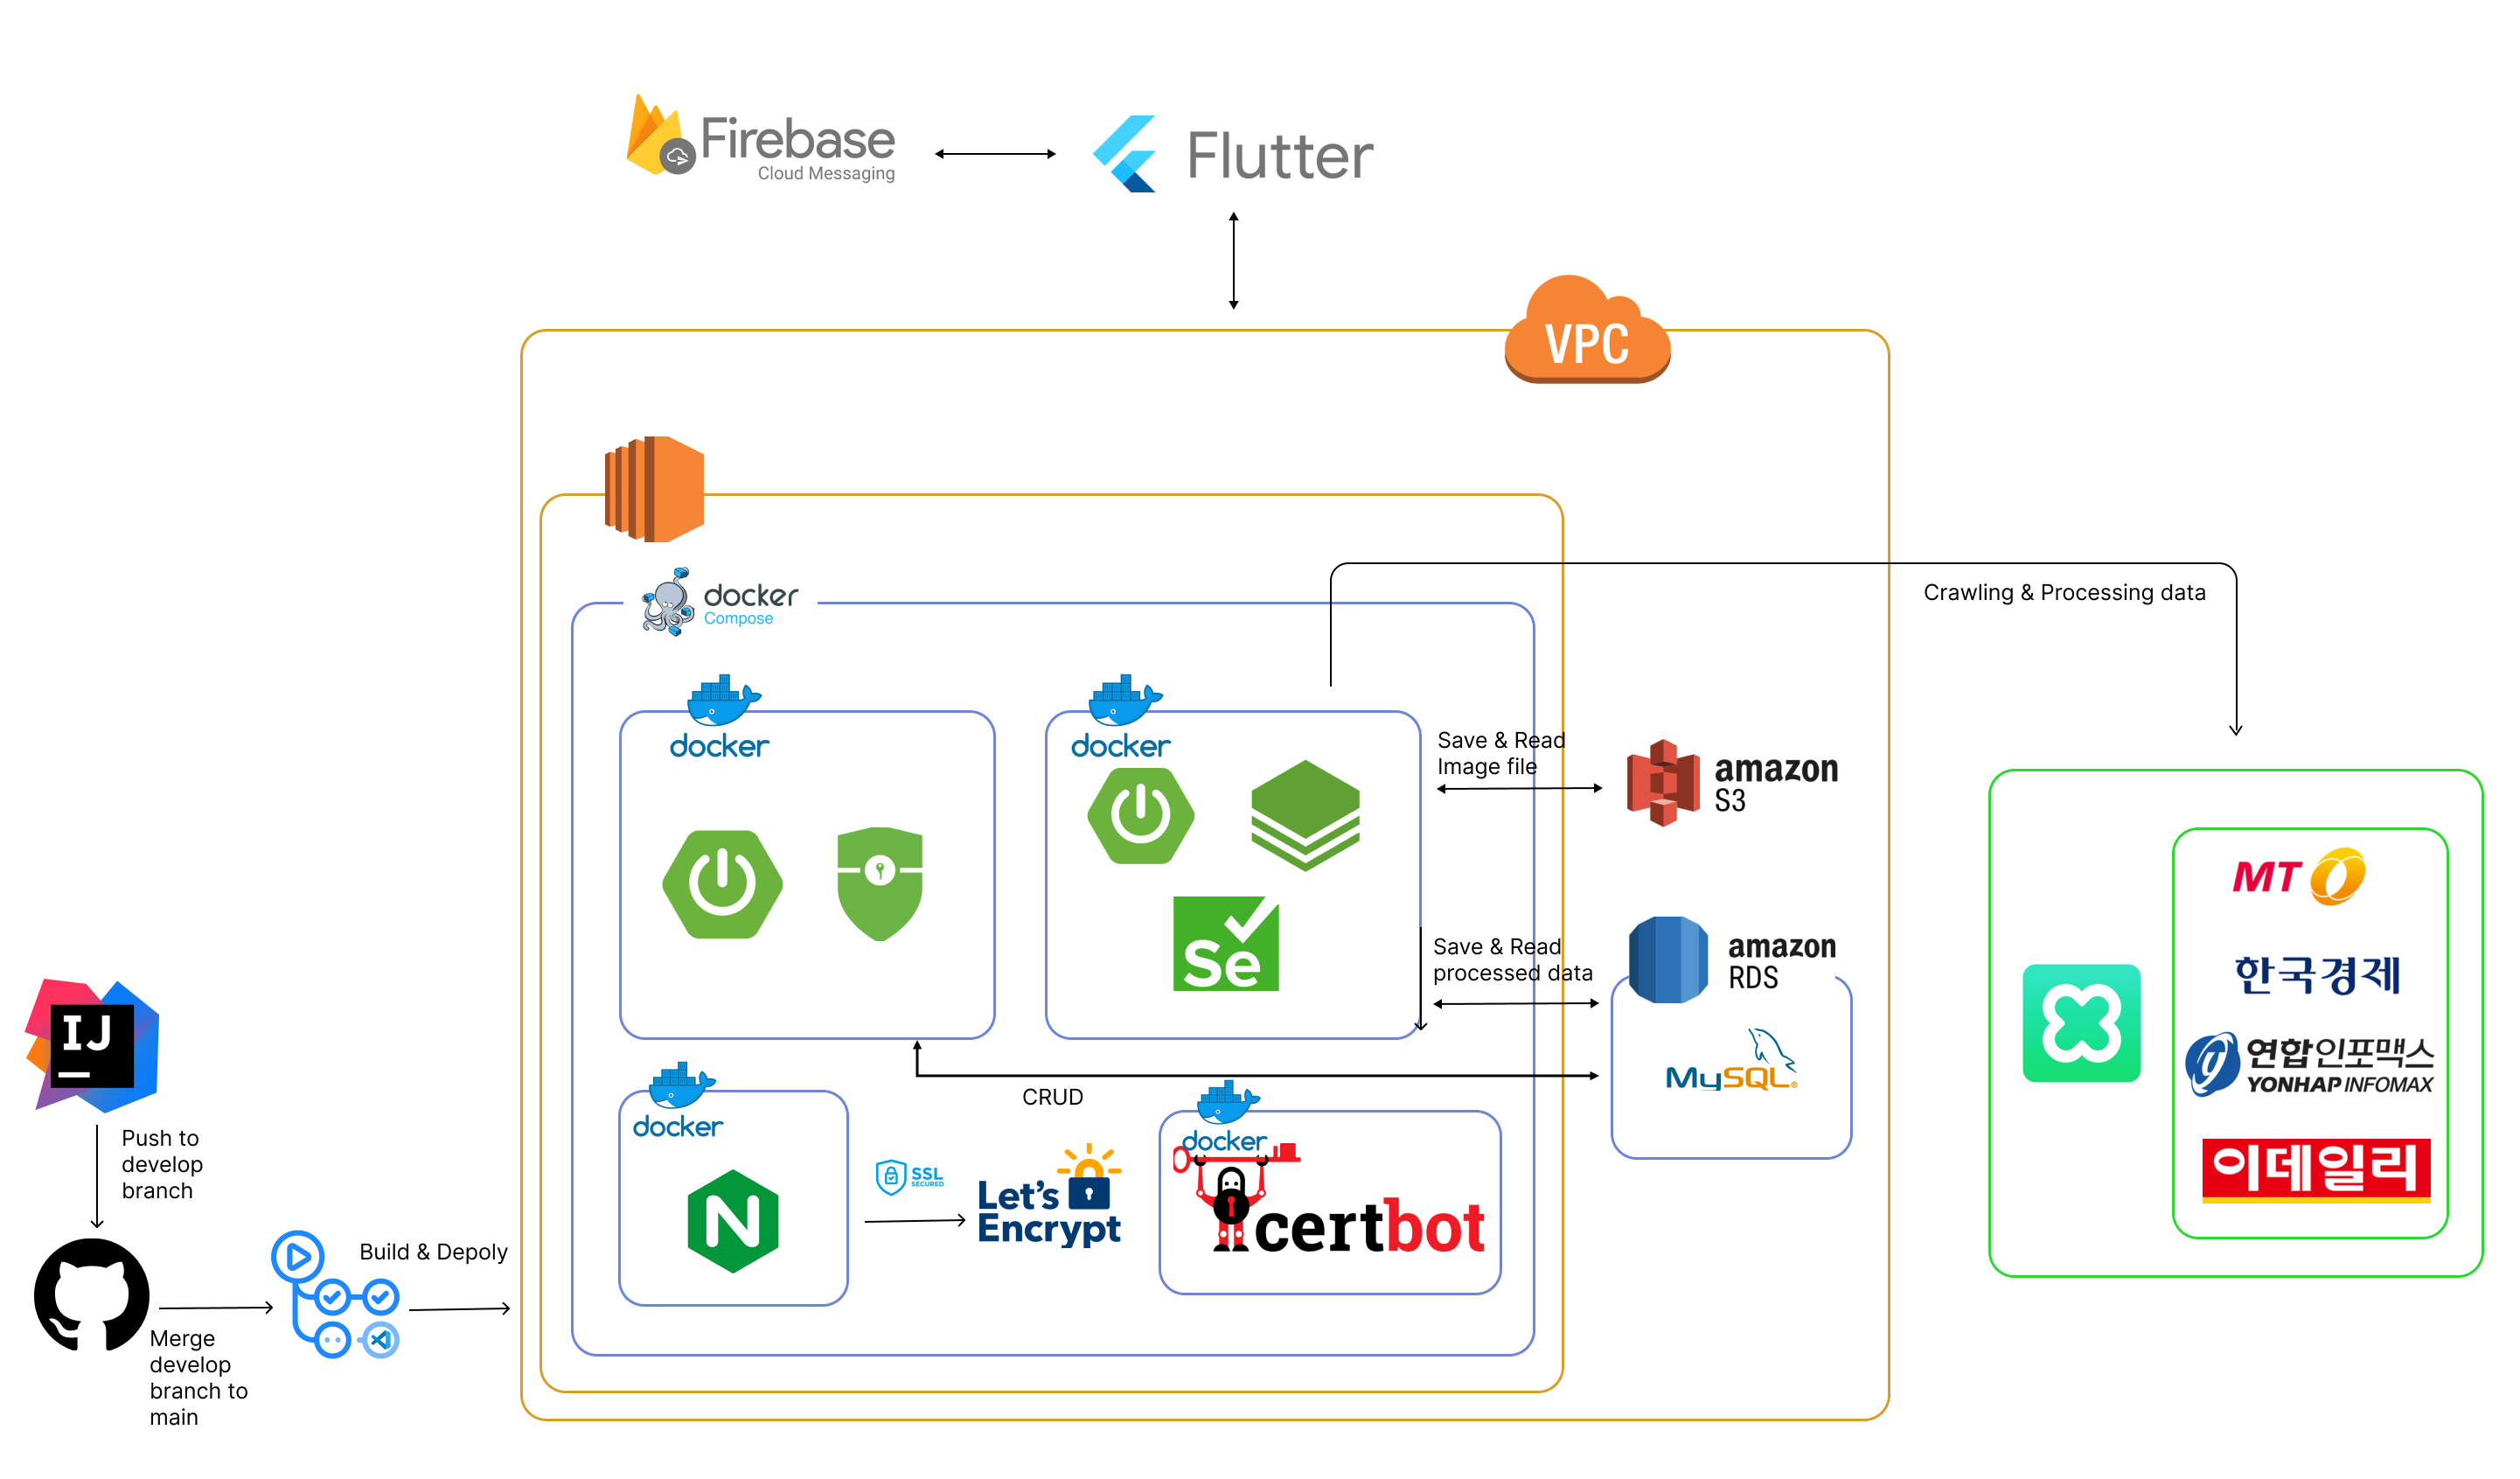 Firebase
Cloud Messaging
Flutter
VPC
docker
Compose
Crawling & Processing data
docker
docker
Save & Read
Image file
amazon
S3
Se
MT
한국경제
Save & Read
processed data
amazon
RDS
IJ
연합인포맥스
YONHAP INFOMAX
MySQL®
CRUD
docker
docker
Push to
develop
branch
SSL
SECURED
Let's
Encrypt
N
certbot
이데일리
Build & Depoly
Merge
develop
branch to
main